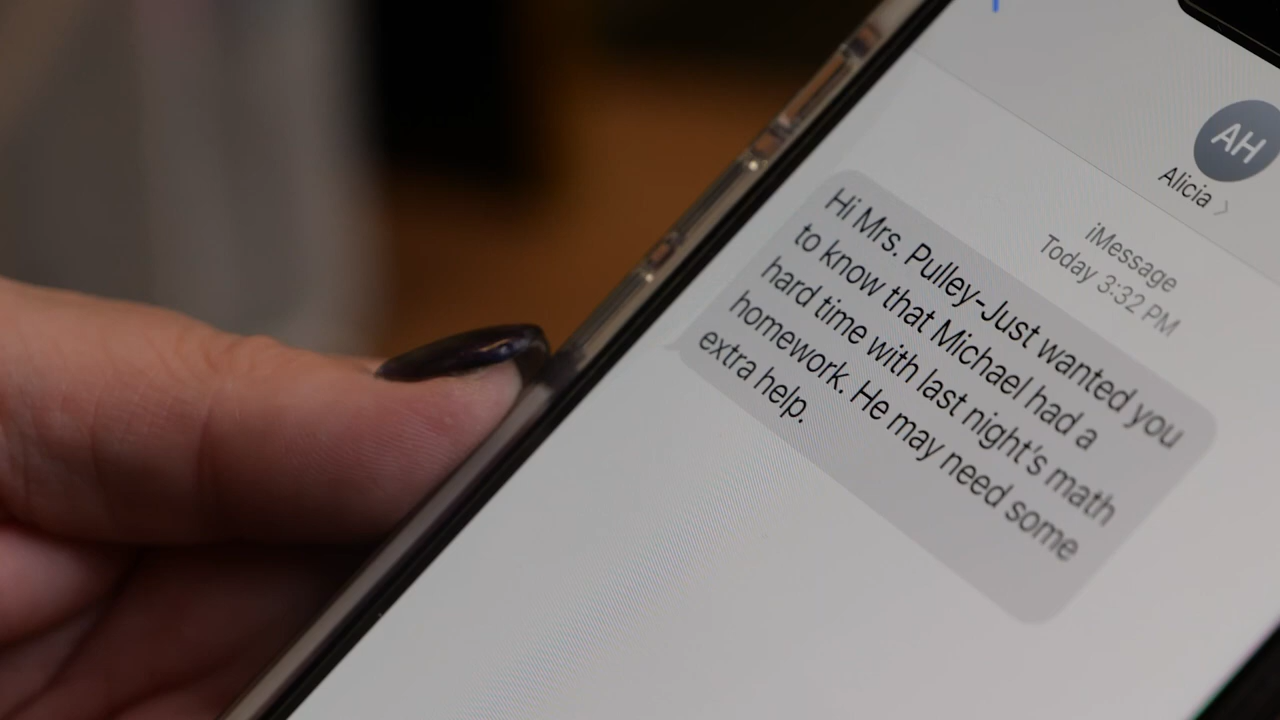 AH
Alicia >
iMessage
Today 3:32 PM
Hi Mrs. Pulley-Just wanted you
to know that Michael had a
hard time with last night's math
homework. He may need some
extra help.